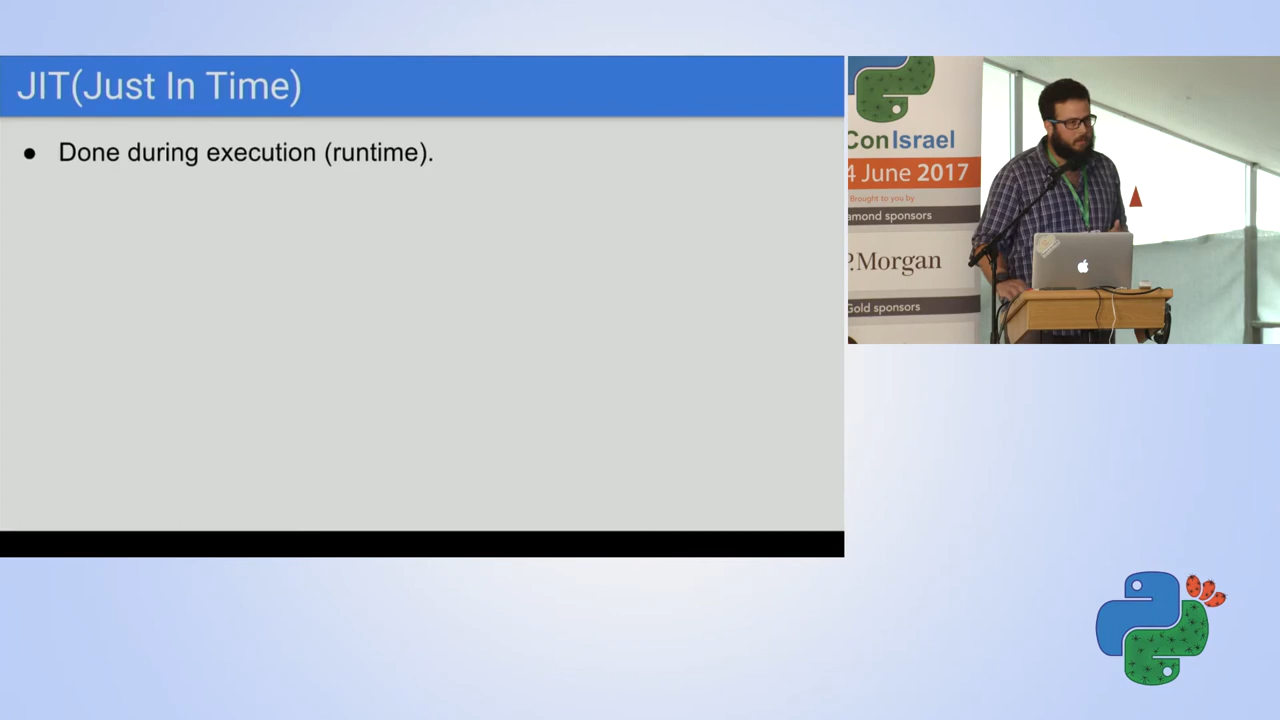 JIT(Just In Time)
● Done during execution (runtime).
Con Israel
4 June 2017
Brought to you by
amond sponsors
P.Morgan
Gold sponsors